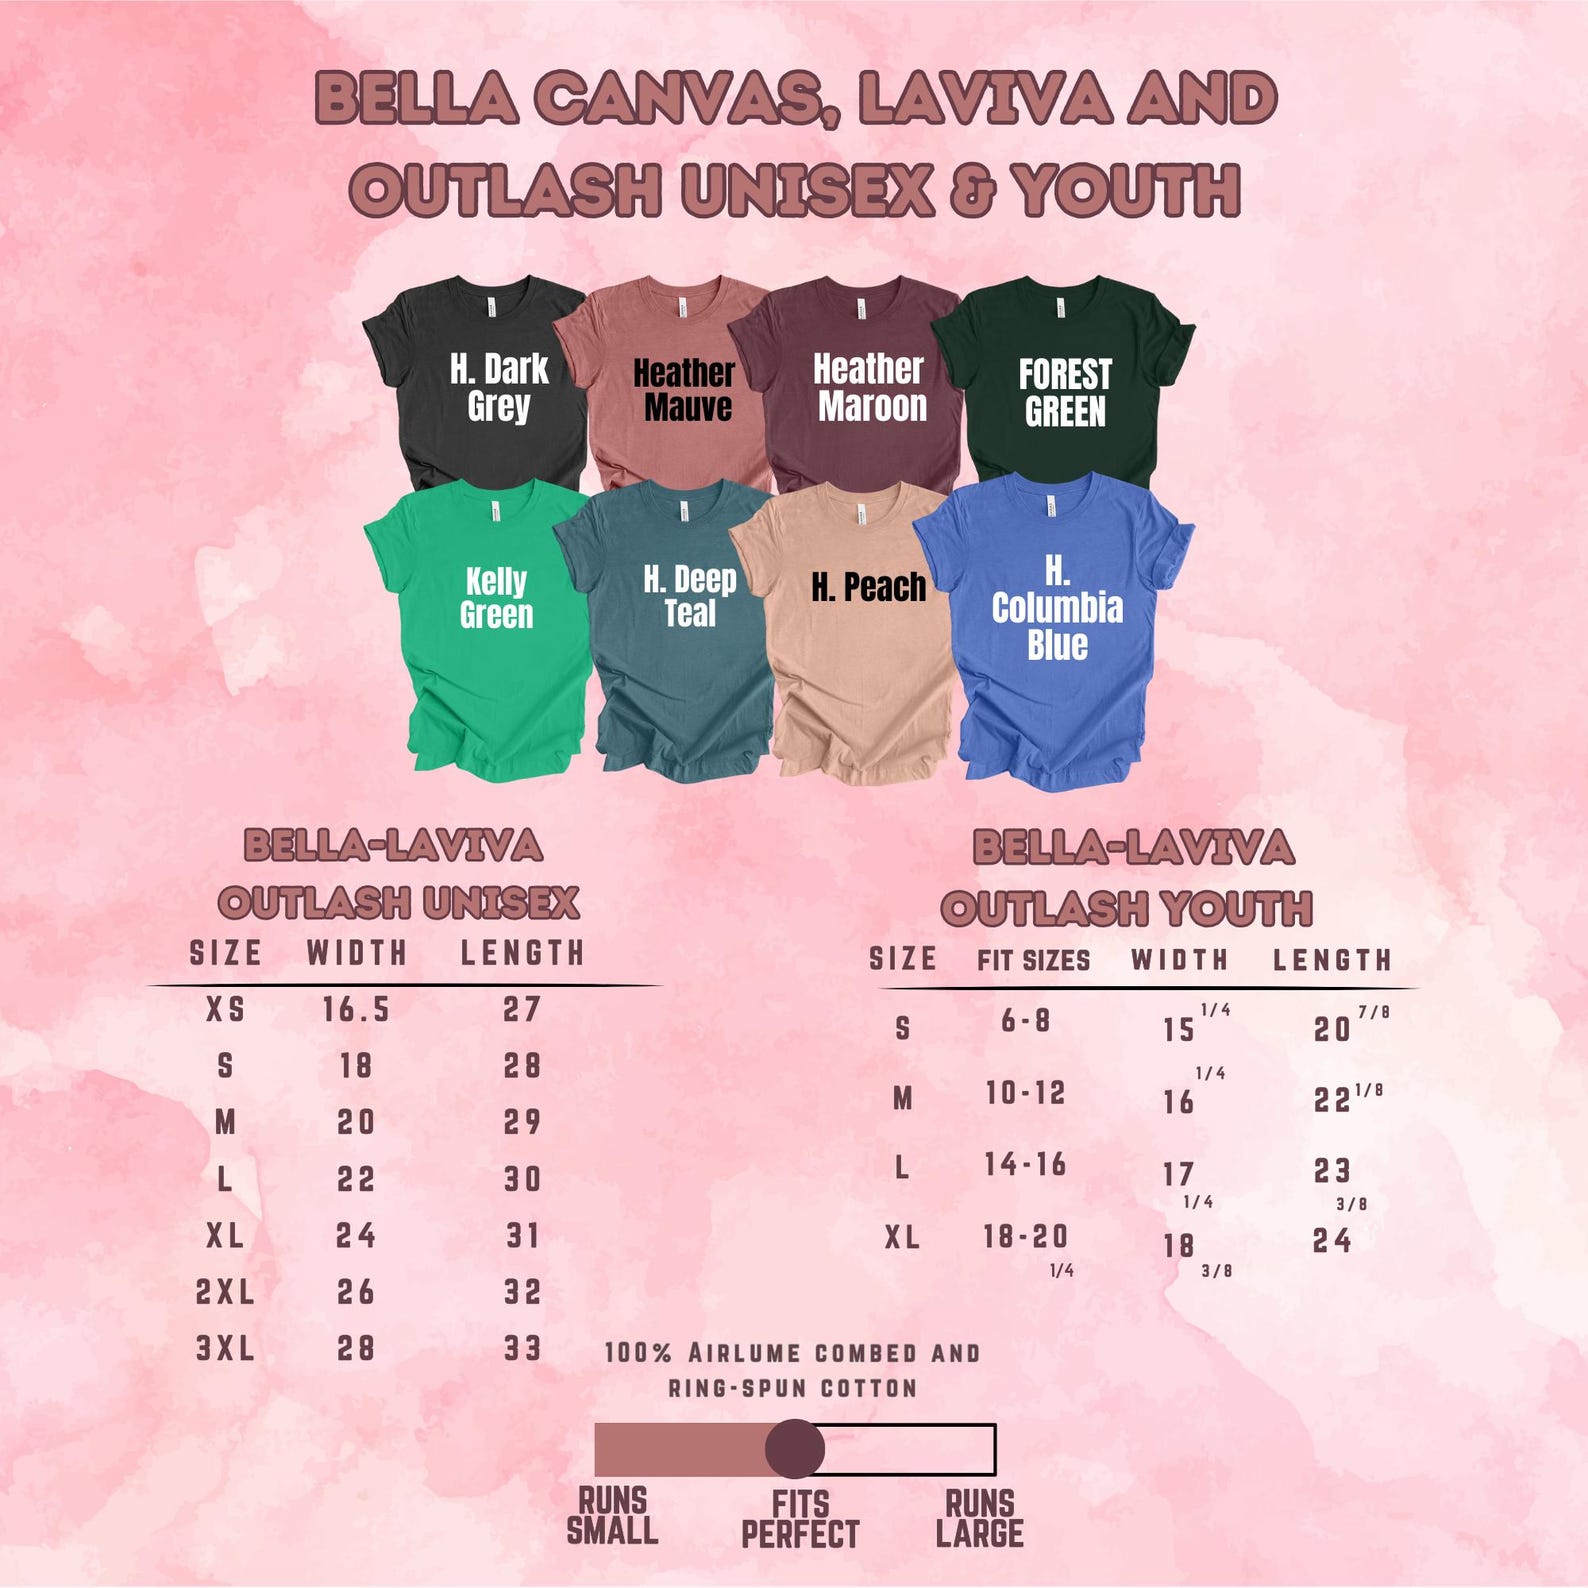 BELLA CANVAS, LAVIVA AND
OUTLASH UNISEX & YOUTH
H. Dark
Grey
Heather
Mauve
Heather
Maroon
FOREST
GREEN
Kelly
Green
H. Deep
Teal
H. Peach
H.
Columbia
Blue
BELLA-LAVIVA
OUTLASH UNISEX
SIZE WIDTH LENGTH
XS 16.5 27
S 18 28
M 20 29
L 22 30
XL 24 31
2XL 26 32
3XL 28 33
BELLA-LAVIVA
OUTLASH YOUTH
SIZE FIT SIZES WIDTH LENGTH
S 6-8 15 1/4 20 7/8
M 10-12 16 1/4 22 1/8
L 14-16 17 23
1/4 3/8
XL 18-20 18 24
1/4 3/8
100% AIRLUME COMBED AND
RING-SPUN COTTON
RUNS
SMALL
FITS
PERFECT
RUNS
LARGE